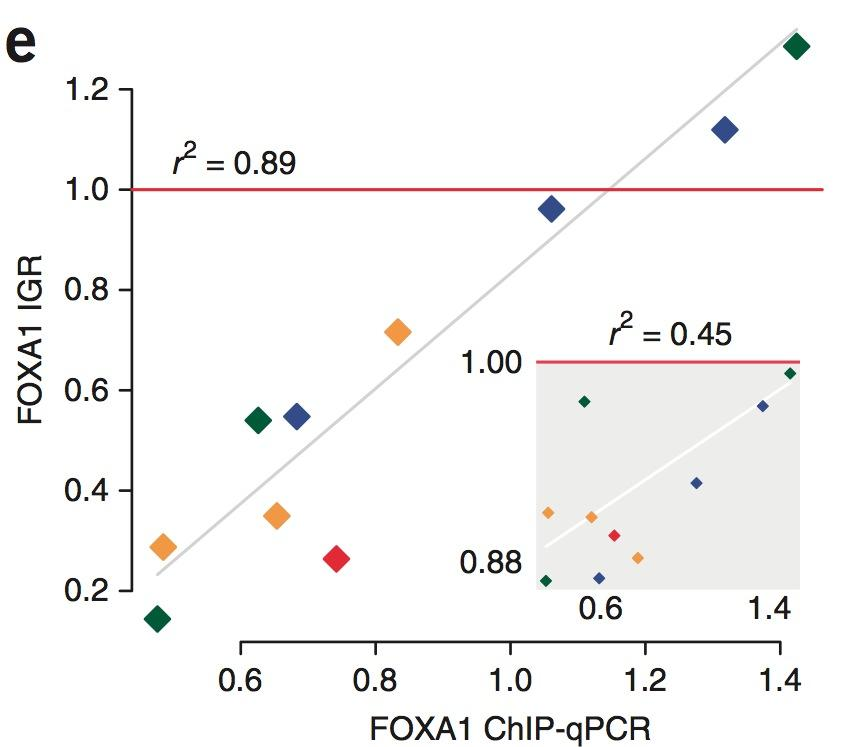 e
1.2
r² = 0.89
1.0
0.8
FOXA1 IGR
r² = 0.45
1.00
0.6
0.4
0.88
0.2
0.6 1.4
0.6 0.8 1.0 1.2 1.4
FOXA1 ChIP-qPCR